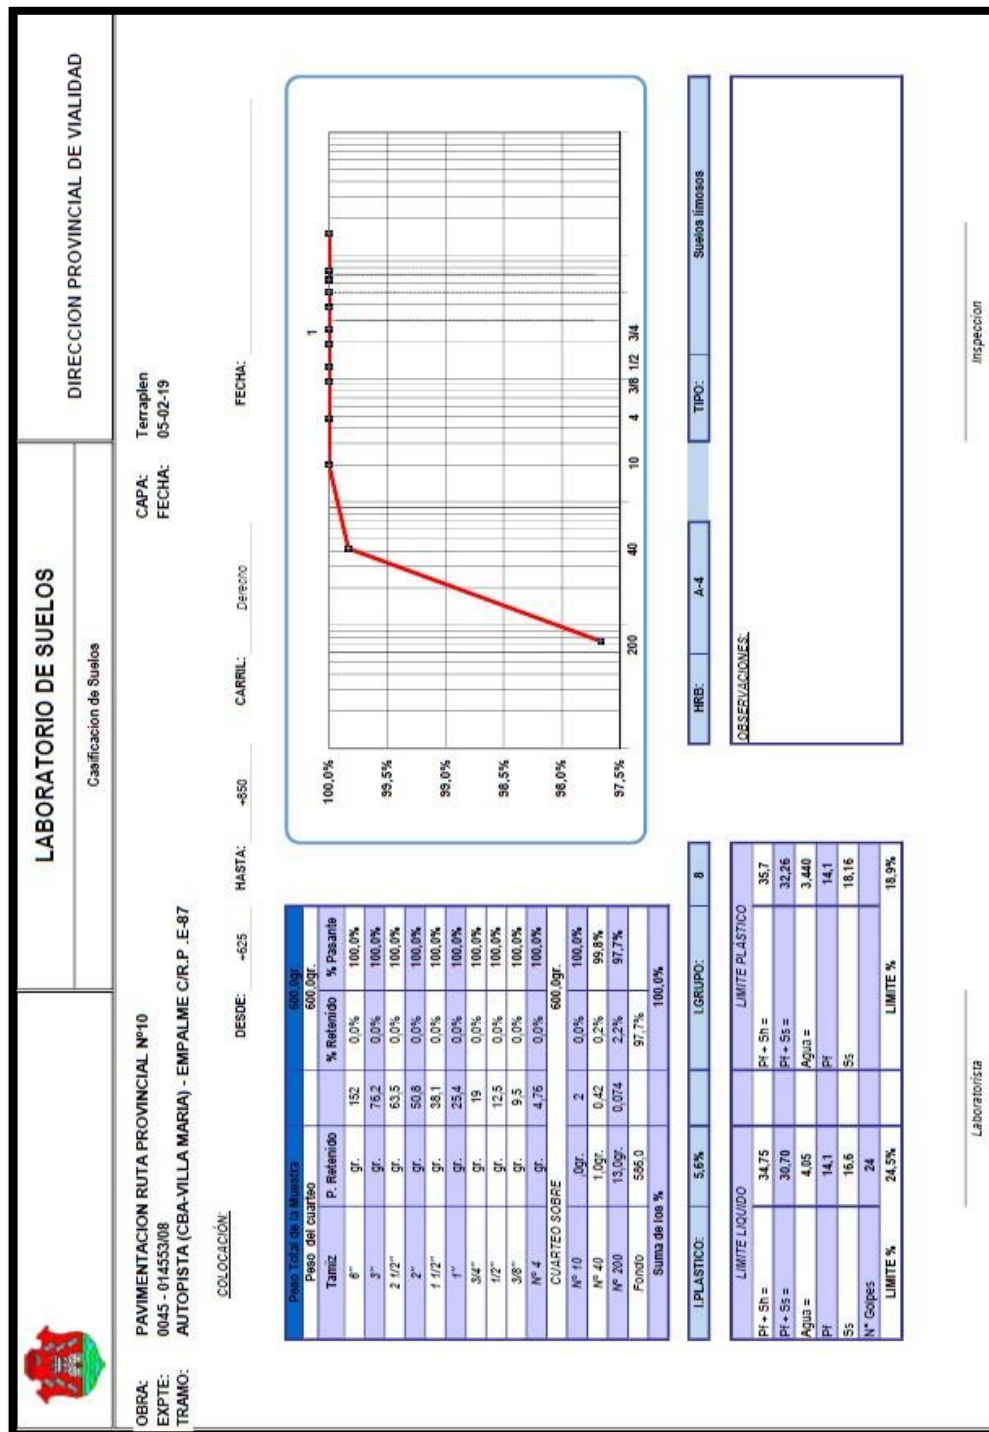 LABORATORIO DE SUELOS
Casificacion de Suelos
DIRECCION PROVINCIAL DE VIALIDAD
OBRA: PAVIMENTACION RUTA PROVINCIAL Nº10
EXPTE: 0045 - 014553/08
TRAMO: AUTOPISTA (CBA-VILLA MARIA) - EMPALME C/R.P .E-87
CAPA: Terraplen
FECHA: 05-02-19
COLOCACIÓN:
DESDE: +625 HASTA: +850 CARRIL: Derecho FECHA:
Peso Total de la Muestra 600,0gr.
Peso del cuarteo 600,0gr.
Tamiz P. Retenido % Retenido % Pasante
6" gr. 152 0,0% 100,0%
3" gr. 76,2 0,0% 100,0%
2 1/2" gr. 63,5 0,0% 100,0%
2" gr. 50,8 0,0% 100,0%
1 1/2" gr. 38,1 0,0% 100,0%
1" gr. 25,4 0,0% 100,0%
3/4" gr. 19 0,0% 100,0%
1/2" gr. 12,5 0,0% 100,0%
3/8" gr. 9,5 0,0% 100,0%
Nº 4 gr. 4,76 0,0% 100,0%
CUARTEO SOBRE 600,0gr.
Nº 10 ,0gr. 2 0,0% 100,0%
Nº 40 1,0gr. 0,42 0,2% 99,8%
Nº 200 13,0gr. 0,074 2,2% 97,7%
Fondo 586,0 97,7%
Suma de los % 100,0%
1
100,0%
99,5%
99,0%
98,5%
98,0%
97,5%
200 40 10 4 3/8 1/2 3/4
I.PLASTICO: 5,6% I.GRUPO: 8
HRB: A-4 TIPO: Suelos limosos
LIMITE LIQUIDO LIMITE PLÁSTICO
Pf + Sh = 34,75 Pf + Sh = 35,7
Pf + Ss = 30,70 Pf + Ss = 32,26
Agua = 4,05 Agua = 3,440
Pf 14,1 Pf 14,1
Ss 16,6 Ss 18,16
N° Golpes 24
LIMITE % 24,5% LIMITE % 18,9%
OBSERVACIONES:
Laboratorista
Inspeccion